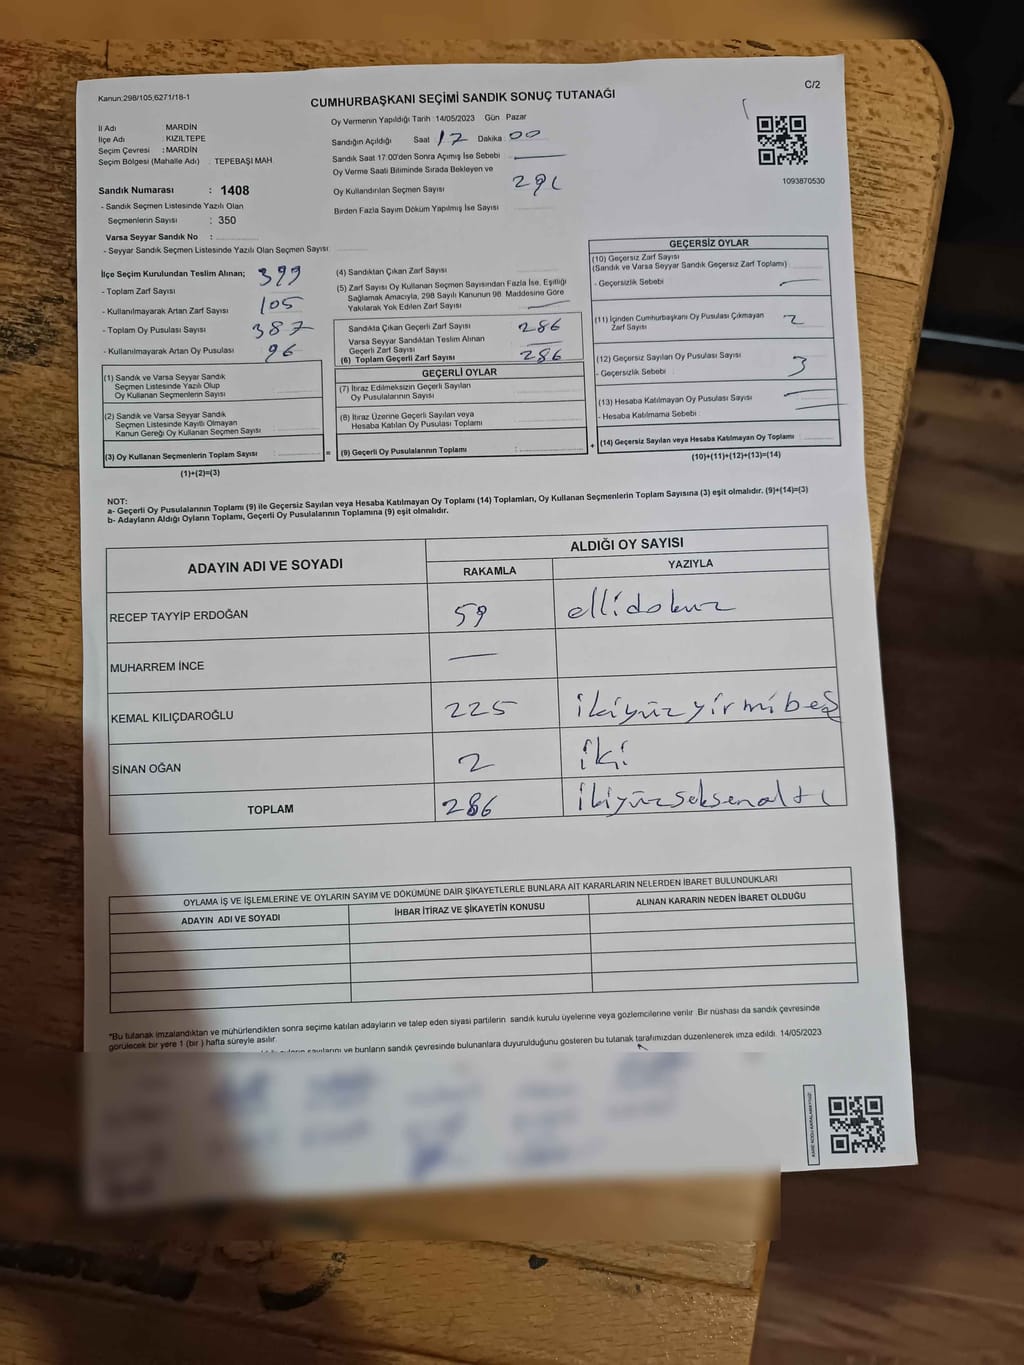 Kanun:298/105,6271/18-1
C/2
CUMHURBAŞKANI SEÇİMİ SANDIK SONUÇ TUTANAĞI
İl Adı MARDİN
İlçe Adı : KIZILTEPE
Seçim Çevresi : MARDİN
Seçim Bölgesi (Mahalle Adı) : TEPEBAŞI MAH.
Sandık Numarası : 1408
- Sandık Seçmen Listesinde Yazılı Olan
Seçmenlerin Sayısı : 350
Varsa Seyyar Sandık No :
- Seyyar Sandık Seçmen Listesinde Yazılı Olan Seçmen Sayısı:
Oy Vermenin Yapıldığı Tarih :14/05/2023 Gün : Pazar
Sandığın Açıldığı Saat 17 Dakika 00
Sandık Saat 17:00'den Sonra Açımış İse Sebebi
Oy Verme Saati Bitiminde Sırada Bekleyen ve
Oy Kullandırılan Seçmen Sayısı
Birden Fazla Sayım Döküm Yapılmış İse Sayısı
1093870530
İlçe Seçim Kurulundan Teslim Alınan; 399
- Toplam Zarf Sayısı
- Kullanılmayarak Artan Zarf Sayısı 105
- Toplam Oy Pusulası Sayısı 387
- Kullanılmayarak Artan Oy Pusulası 96
(1) Sandık ve Varsa Seyyar Sandık
Seçmen Listesinde Yazılı Olup
Oy Kullanan Seçmenlerin Sayısı
(2) Sandık ve Varsa Seyyar Sandık
Seçmen Listesinde Kayıtlı Olmayan
Kanun Gereği Oy Kullanan Seçmen Sayısı
(3) Oy Kullanan Seçmenlerin Toplam Sayısı :
(1)+(2)=(3)
(4) Sandıktan Çıkan Zarf Sayısı
(5) Zarf Sayısı Oy Kullanan Seçmen Sayısından Fazla İse, Eşitliği
Sağlamak Amacıyla, 298 Sayılı Kanunun 98. Maddesine Göre
Yakılarak Yok Edilen Zarf Sayısı
Sandıkta Çıkan Geçerli Zarf Sayısı 286
Varsa Seyyar Sandıktan Teslim Alınan
Geçerli Zarf Sayısı
(6) Toplam Geçerli Zarf Sayısı 286
GEÇERLİ OYLAR
(7) İtiraz Edilmeksizin Geçerli Sayılan
Oy Pusulalarının Sayısı
(8) İtiraz Üzerine Geçerli Sayılan veya
Hesaba Katılan Oy Pusulası Toplamı
= (9) Geçerli Oy Pusulalarının Toplamı :
GEÇERSİZ OYLAR
(10) Geçersiz Zarf Sayısı
(Sandık ve Varsa Seyyar Sandık Geçersiz Zarf Toplamı)
- Geçersizlik Sebebi
(11) İçinden Cumhurbaşkanı Oy Pusulası Çıkmayan
Zarf Sayısı 2
(12) Geçersiz Sayılan Oy Pusulası Sayısı
- Geçersizlik Sebebi : 3
(13) Hesaba Katılmayan Oy Pusulası Sayısı
- Hesaba Katılmama Sebebi :
+ (14) Geçersiz Sayılan veya Hesaba Katılmayan Oy Toplamı
(10)+(11)+(12)+(13)=(14)
NOT:
a- Geçerli Oy Pusulalarının Toplamı (9) ile Geçersiz Sayılan veya Hesaba Katılmayan Oy Toplamı (14) Toplamları, Oy Kullanan Seçmenlerin Toplam Sayısına (3) eşit olmalıdır. (9)+(14)=(3)
b- Adayların Aldığı Oyların Toplamı, Geçerli Oy Pusulalarının Toplamına (9) eşit olmalıdır.
ADAYIN ADI VE SOYADI
ALDIĞI OY SAYISI
RAKAMLA YAZIYLA
RECEP TAYYİP ERDOĞAN 59 ellidokuz
MUHARREM İNCE —
KEMAL KILIÇDAROĞLU 225 ikiyüzyirmibeş
SİNAN OĞAN 2 iki
TOPLAM 286 ikiyüzseksenaltı
OYLAMA İŞ VE İŞLEMLERİNE VE OYLARIN SAYIM VE DÖKÜMÜNE DAİR ŞİKAYETLERLE BUNLARA AİT KARARLARIN NELERDEN İBARET BULUNDUKLARI
ADAYIN ADI VE SOYADI İHBAR İTİRAZ VE ŞİKAYETİN KONUSU ALINAN KARARIN NEDEN İBARET OLDUĞU
*Bu tutanak imzalandıktan ve mühürlendikten sonra seçime katılan adayların ve talep eden siyasi partilerin sandık kurulu üyelerine veya gözlemcilerine verilir. Bir nüshası da sandık çevresinde
görülecek bir yere 1 (bir ) hafta süreyle asılır.
ve bunların sandık çevresinde bulunanlara duyurulduğunu gösteren bu tutanak tarafımızdan düzenlenerek imza edildi. 14/05/2023